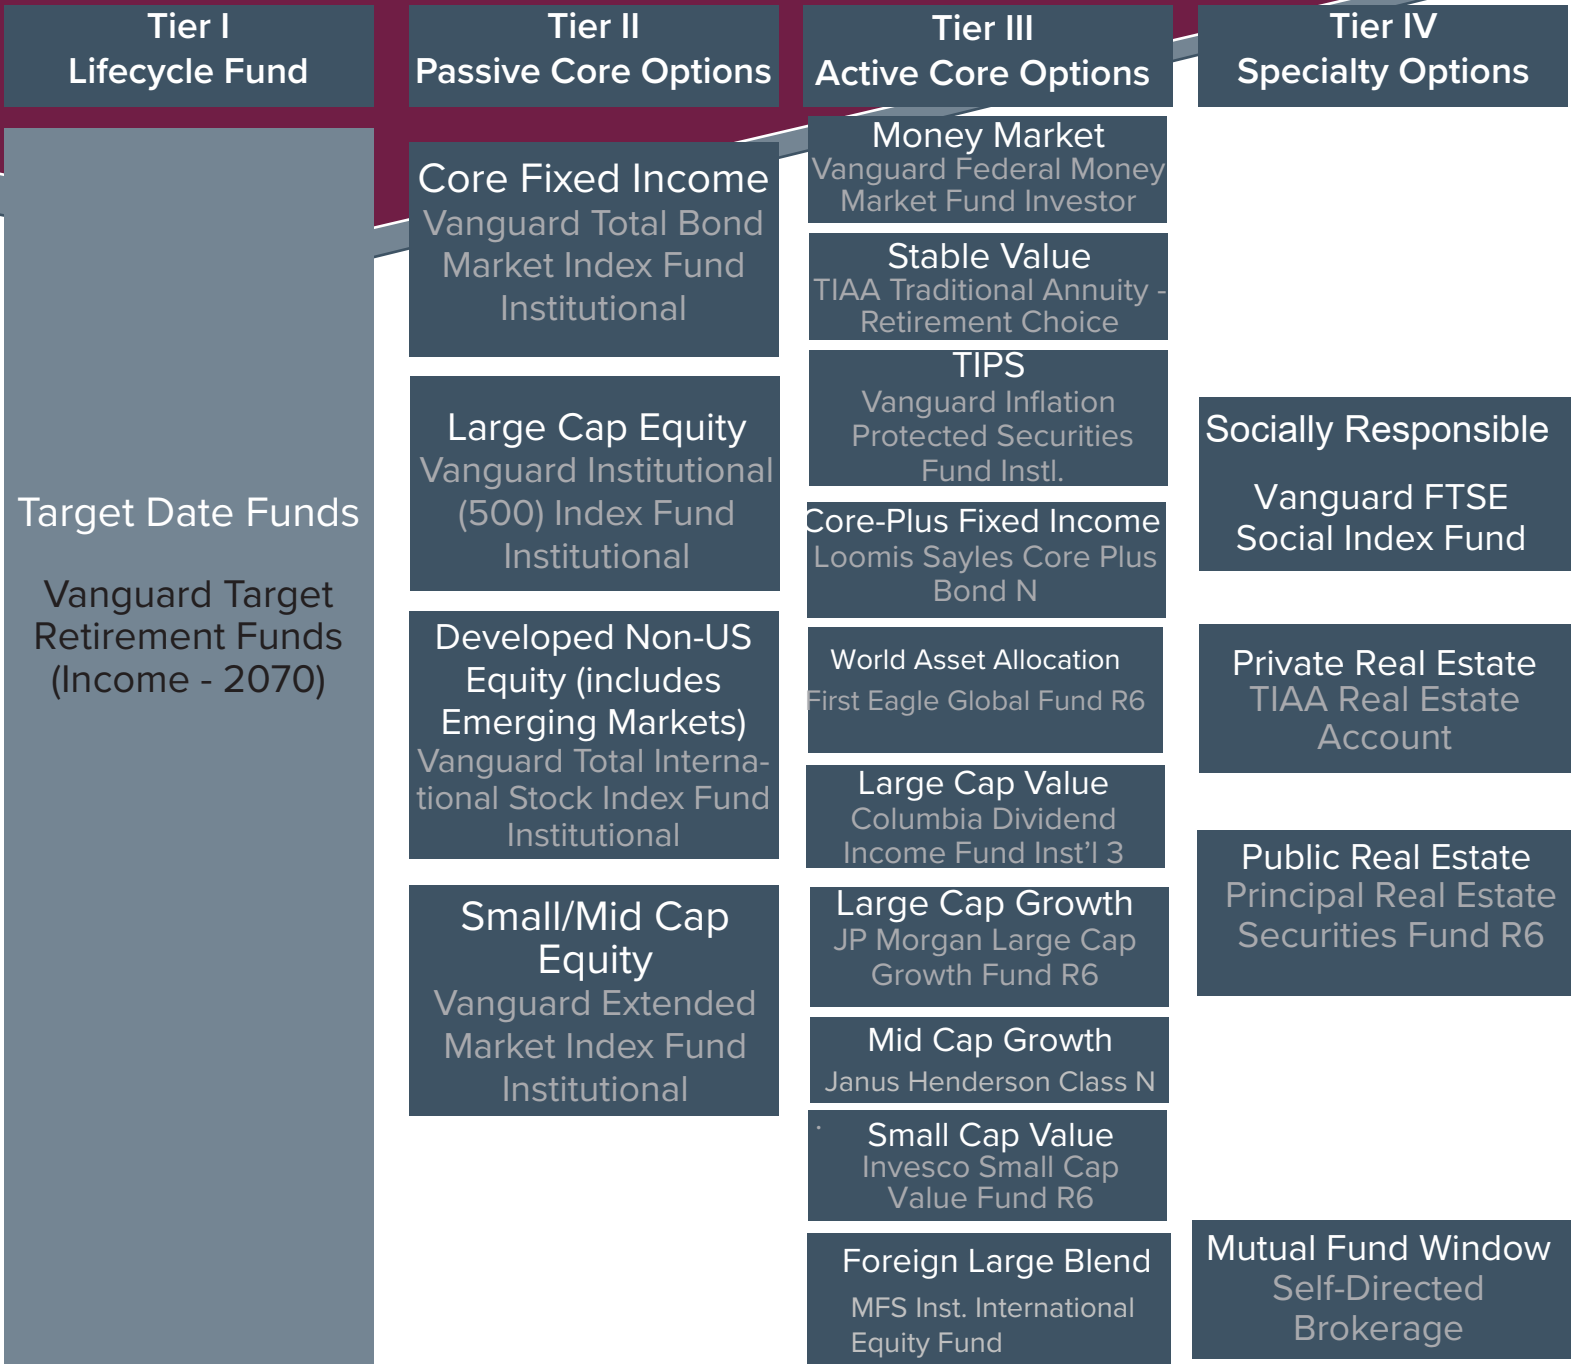 Tier I
Lifecycle Fund
Target Date Funds
Vanguard Target
Retirement Funds
(Income - 2070)
Tier II
Passive Core Options
Core Fixed Income
Vanguard Total Bond
Market Index Fund
Institutional
Large Cap Equity
Vanguard Institutional
(500) Index Fund
Institutional
Developed Non-US
Equity (includes
Emerging Markets)
Vanguard Total Interna-
tional Stock Index Fund
Institutional
Small/Mid Cap
Equity
Vanguard Extended
Market Index Fund
Institutional
Tier III
Active Core Options
Money Market
Vanguard Federal Money
Market Fund Investor
Stable Value
TIAA Traditional Annuity -
Retirement Choice
TIPS
Vanguard Inflation
Protected Securities
Fund Instl.
Core-Plus Fixed Income
Loomis Sayles Core Plus
Bond N
World Asset Allocation
First Eagle Global Fund R6
Large Cap Value
Columbia Dividend
Income Fund Inst'l 3
Large Cap Growth
JP Morgan Large Cap
Growth Fund R6
Mid Cap Growth
Janus Henderson Class N
Small Cap Value
Invesco Small Cap
Value Fund R6
Foreign Large Blend
MFS Inst. International
Equity Fund
Tier IV
Specialty Options
Socially Responsible
Vanguard FTSE
Social Index Fund
Private Real Estate
TIAA Real Estate
Account
Public Real Estate
Principal Real Estate
Securities Fund R6
Mutual Fund Window
Self-Directed
Brokerage